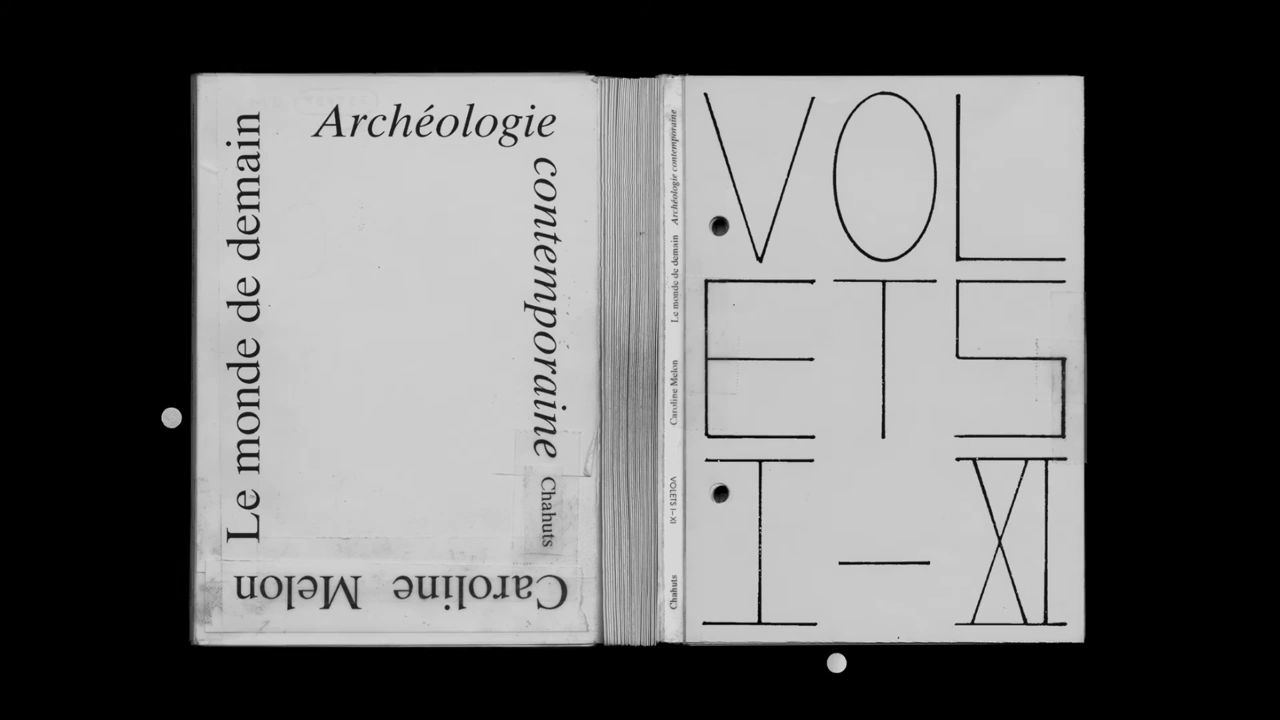 Archéologie
contemporaine
Chahuts
Caroline Melon
Le monde de demain
Archéologie contemporaine
Le monde de demain
Caroline Melon
VOLETS I–XI
Chahuts
VOL
ETS
I–XI